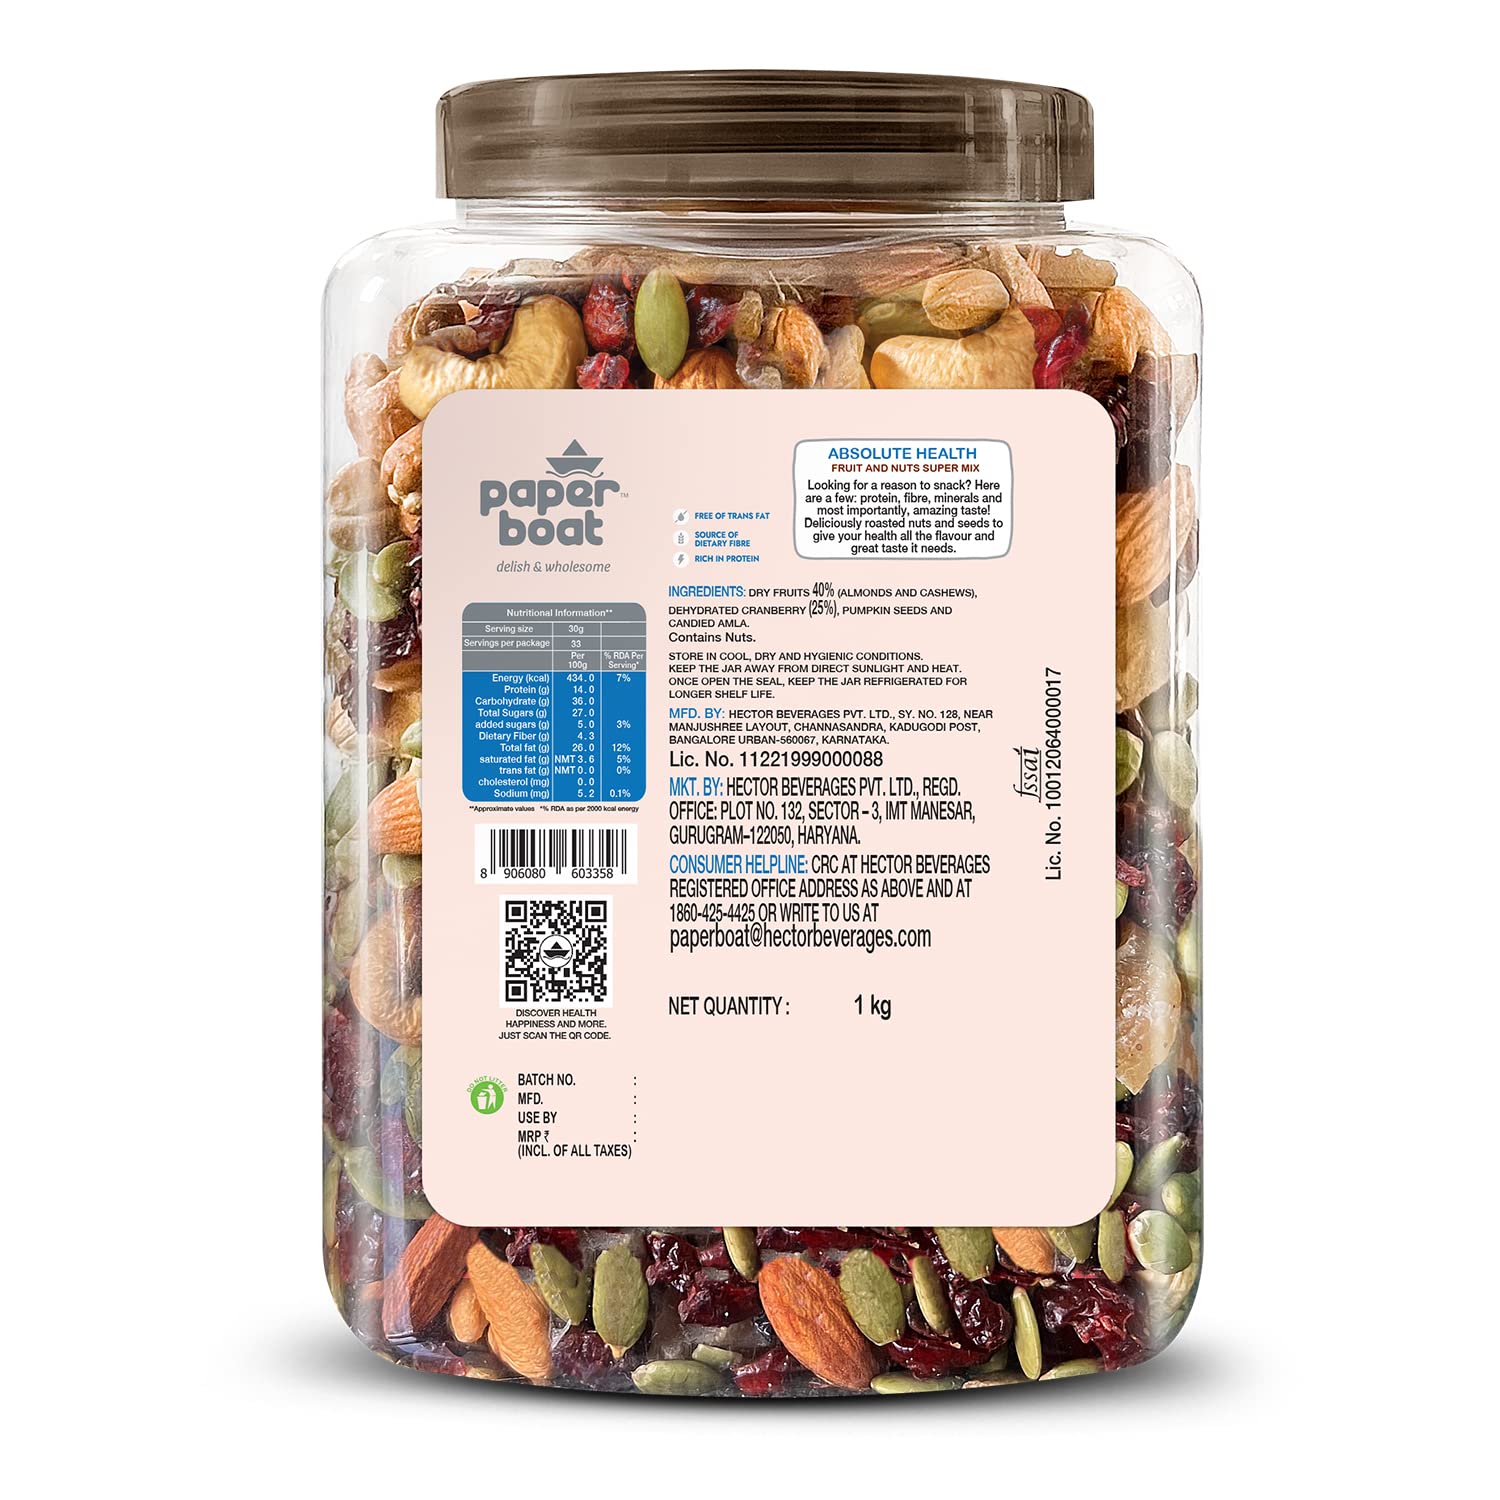 paper™
boat
delish & wholesome
ABSOLUTE HEALTH
FRUIT AND NUTS SUPER MIX
Looking for a reason to snack? Here
are a few: protein, fibre, minerals and
most importantly, amazing taste!
Deliciously roasted nuts and seeds to
give your health all the flavour and
great taste it needs.
FREE OF TRANS FAT
SOURCE OF
DIETARY FIBRE
RICH IN PROTEIN
Nutritional Information**
Serving size 30g
Servings per package 33
Per % RDA Per
100g Serving*
Energy (kcal) 434.0 7%
Protein (g) 14.0
Carbohydrate (g) 36.0
Total Sugars (g) 27.0
added sugars (g) 5.0 3%
Dietary Fiber (g) 4.3
Total fat (g) 26.0 12%
saturated fat (g) NMT 3.6 5%
trans fat (g) NMT 0.0 0%
cholesterol (mg) 0.0
Sodium (mg) 5.2 0.1%
**Approximate values *% RDA as per 2000 kcal energy
8 906080 603358
DISCOVER HEALTH
HAPPINESS AND MORE.
JUST SCAN THE QR CODE.
DO NOT LITTER
BATCH NO. :
MFD. :
USE BY :
MRP ₹ :
(INCL. OF ALL TAXES)
INGREDIENTS: DRY FRUITS 40% (ALMONDS AND CASHEWS),
DEHYDRATED CRANBERRY (25%), PUMPKIN SEEDS AND
CANDIED AMLA.
Contains Nuts.
STORE IN COOL, DRY AND HYGIENIC CONDITIONS.
KEEP THE JAR AWAY FROM DIRECT SUNLIGHT AND HEAT.
ONCE OPEN THE SEAL, KEEP THE JAR REFRIGERATED FOR
LONGER SHELF LIFE.
MFD. BY: HECTOR BEVERAGES PVT. LTD., SY. NO. 128, NEAR
MANJUSHREE LAYOUT, CHANNASANDRA, KADUGODI POST,
BANGALORE URBAN-560067, KARNATAKA.
Lic. No. 11221999000088
MKT. BY: HECTOR BEVERAGES PVT. LTD., REGD.
OFFICE: PLOT NO. 132, SECTOR – 3, IMT MANESAR,
GURUGRAM–122050, HARYANA.
CONSUMER HELPLINE: CRC AT HECTOR BEVERAGES
REGISTERED OFFICE ADDRESS AS ABOVE AND AT
1860-425-4425 OR WRITE TO US AT
paperboat@hectorbeverages.com
NET QUANTITY : 1 kg
fssai
Lic. No. 10012064000017